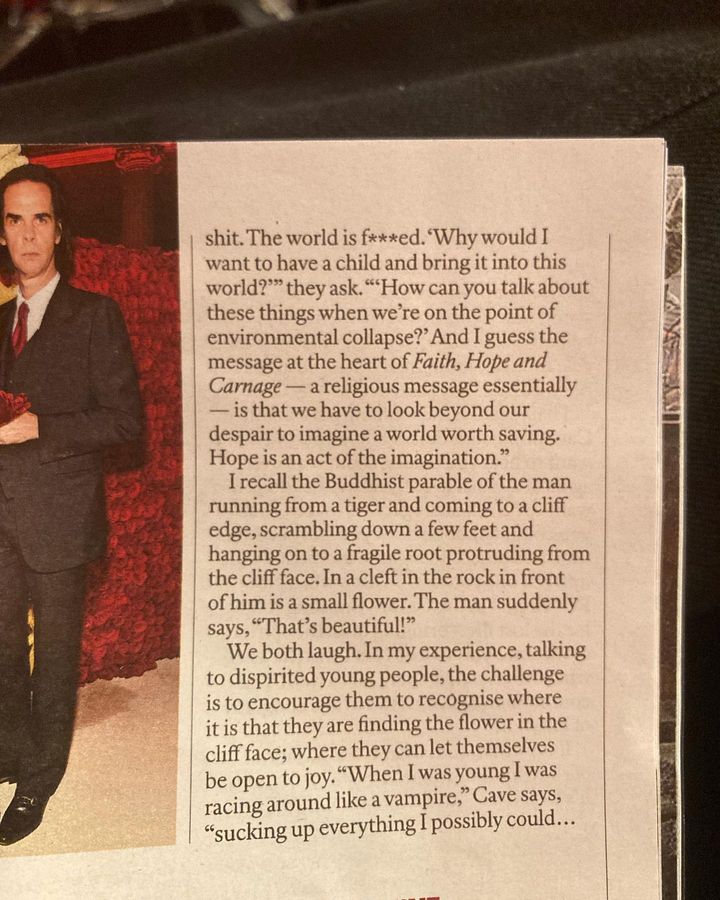 shit. The world is f***ed. ‘Why would I
want to have a child and bring it into this
world?’” they ask. “‘How can you talk about
these things when we’re on the point of
environmental collapse?’ And I guess the
message at the heart of Faith, Hope and
Carnage — a religious message essentially
— is that we have to look beyond our
despair to imagine a world worth saving.
Hope is an act of the imagination.”
I recall the Buddhist parable of the man
running from a tiger and coming to a cliff
edge, scrambling down a few feet and
hanging on to a fragile root protruding from
the cliff face. In a cleft in the rock in front
of him is a small flower. The man suddenly
says, “That’s beautiful!”
We both laugh. In my experience, talking
to dispirited young people, the challenge
is to encourage them to recognise where
it is that they are finding the flower in the
cliff face; where they can let themselves
be open to joy. “When I was young I was
racing around like a vampire,” Cave says,
“sucking up everything I possibly could…